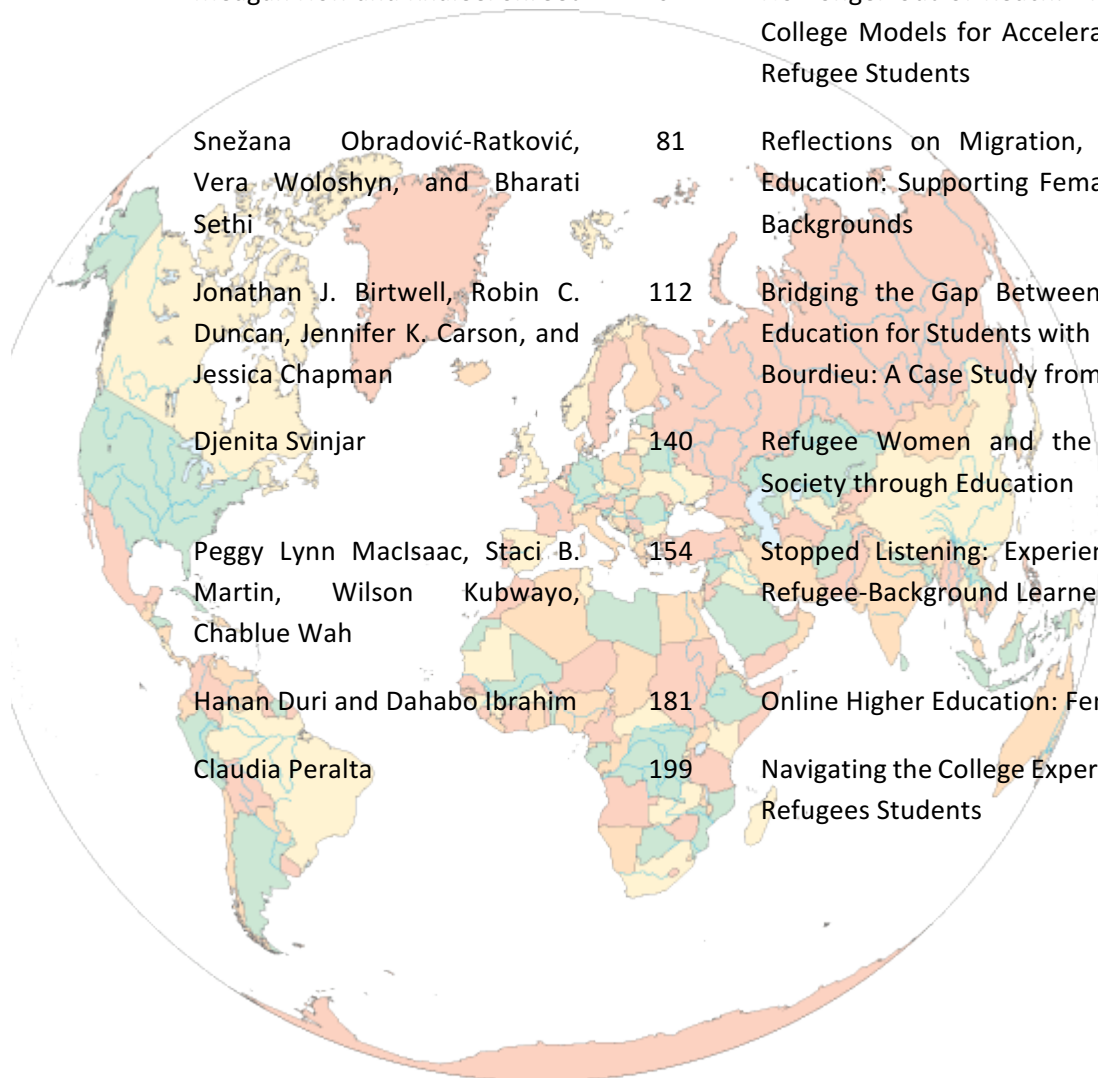 College Models for Accelera
Refugee Students
Snežana Obradović-Ratković, 81 Reflections on Migration,
Vera Woloshyn, and Bharati Education: Supporting Fema
Sethi Backgrounds
Jonathan J. Birtwell, Robin C. 112 Bridging the Gap Between
Duncan, Jennifer K. Carson, and Education for Students with
Jessica Chapman Bourdieu: A Case Study from
Djenita Svinjar 140 Refugee Women and the
Society through Education
Peggy Lynn MacIsaac, Staci B. 154 Stopped Listening: Experien
Martin, Wilson Kubwayo, Refugee-Background Learne
Chablue Wah
Hanan Duri and Dahabo Ibrahim 181 Online Higher Education: Fe
Claudia Peralta 199 Navigating the College Exper
Refugees Students